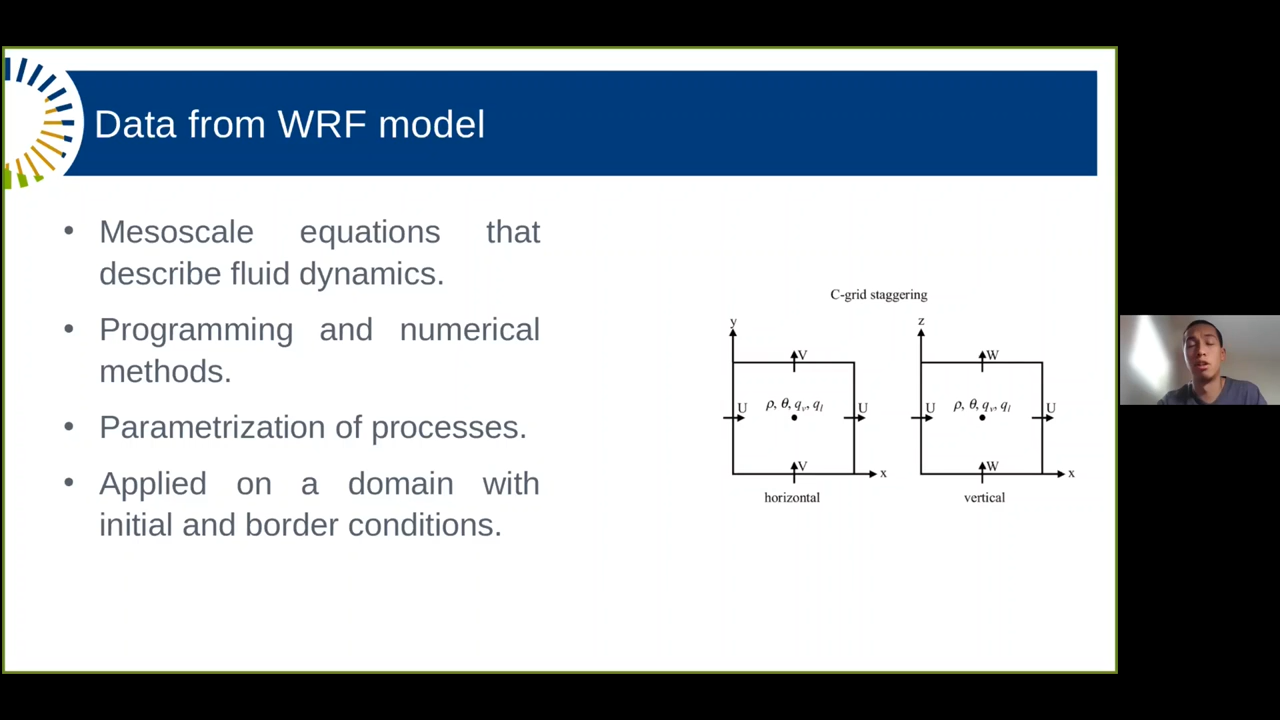 Data from WRF model
• Mesoscale equations that
describe fluid dynamics.
• Programming and numerical
methods.
• Parametrization of processes.
• Applied on a domain with
initial and border conditions.
C-grid staggering
y
V
ρ, θ, qᵥ, qₗ
U
U
V
x
horizontal
z
W
ρ, θ, qᵥ, qₗ
U
U
W
x
vertical